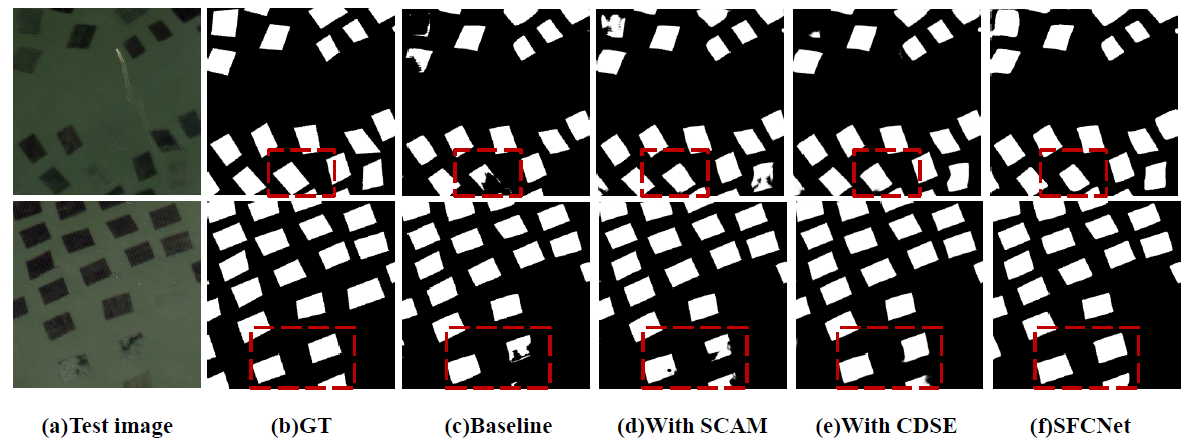 (a)Test image (b)GT (c)Baseline (d)With SCAM (e)With CDSE (f)SFCNet